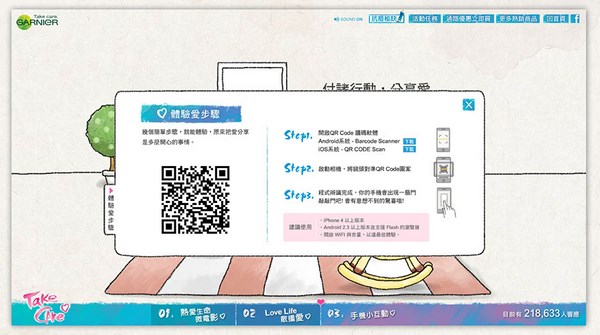 Take care.
GARNIER
SOUND ON
活動任務
通路優惠立即買
更多熱銷商品
回首頁
f
付諸行動,分享愛
體驗愛步驟
幾個簡單步驟,就能體驗,原來把愛分享
是多麼開心的事情。
Step1.
開啟QR Code 讀碼軟體
Android系統 - Barcode Scanner 下載
iOS系統 - QR CODE Scan 下載
Step2.
啟動相機,將鏡頭對準QR Code圖案
Step3.
程式辨識完成,你的手機會出現一扇門
敲敲門吧!會有意想不到的驚喜喔!
建議使用
・iPhone 4 以上版本
・Android 2.3 以上版本並支援 Flash 的瀏覽器
・開啟 WIFI 與音量,以達最佳體驗。
體驗愛步驟
Take
CAre
01. 熱愛生命
微電影
02 Love Life
散播愛
03. 手機小互動
目前有 218,633人響應